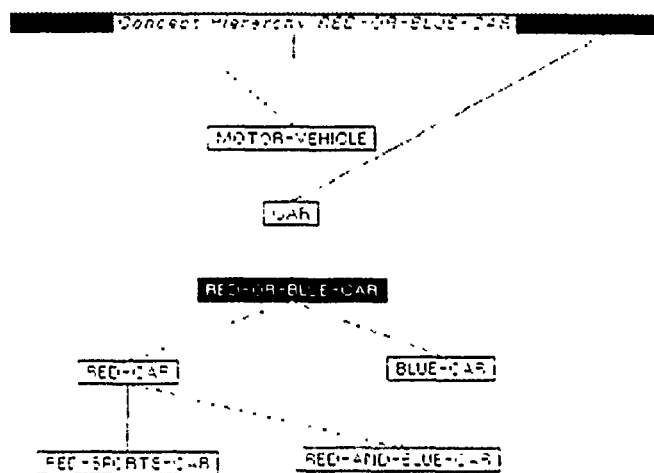 Concept Hierarchy RED-OR-BLUE-CAR
MOTOR-VEHICLE
CAR
RED-OR-BLUE-CAR
RED-CAR
BLUE-CAR
RED-SPORTS-CAR
RED-AND-BLUE-CAR